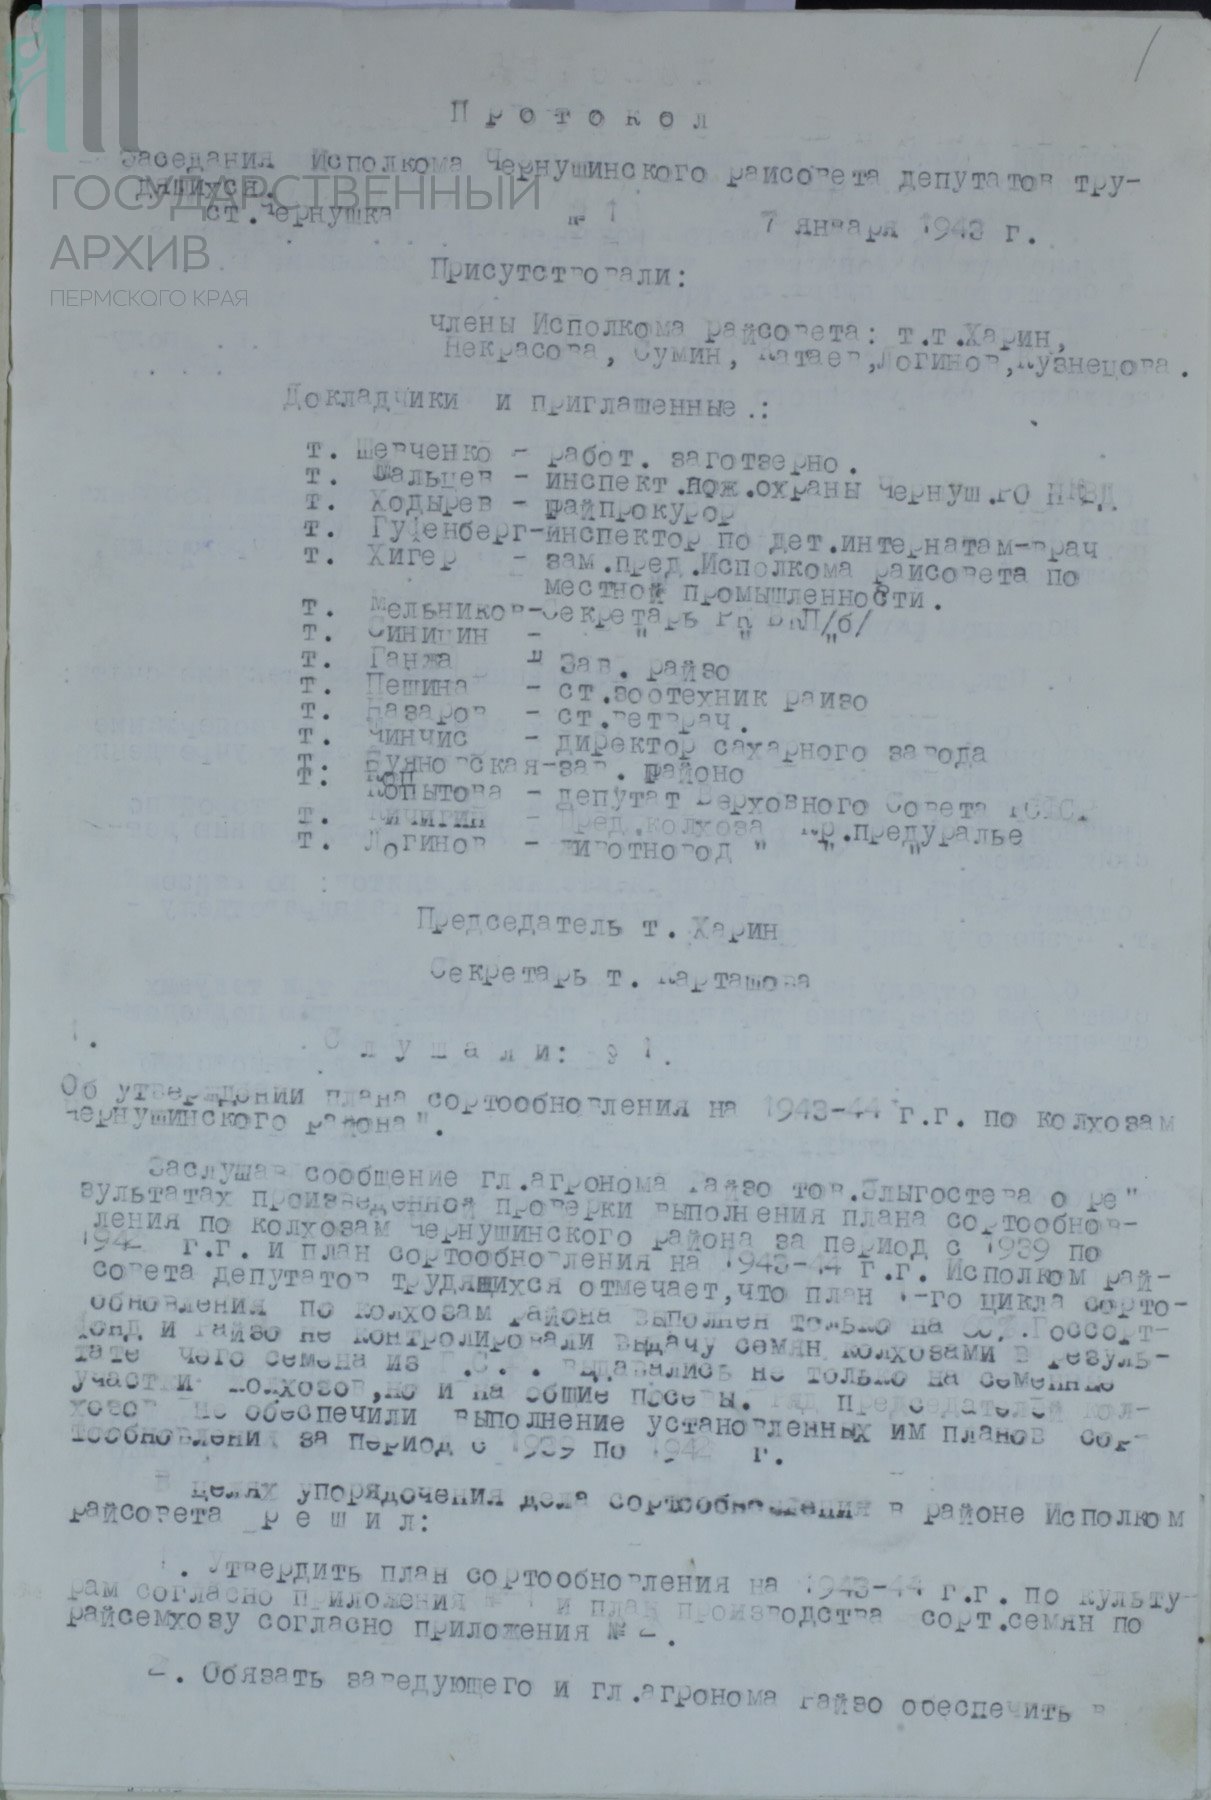 1
П р о т о к о л
Заседания Исполкома Чернушинского райсовета депутатов тру-
дящихся.
ст.Чернушка № 1 7 января 1943 г.
ГОСУДАРСТВЕННЫЙ
АРХИВ
ПЕРМСКОГО КРАЯ
Присутствовали:
члены Исполкома райсовета: т.т.Харин,
Некрасова, Сумин, Катаев,Логинов,Кузнецова.
Докладчики и приглашенные.:
т. Шевченко - работ. заготзерно.
т. Мальцев - инспект.пож.охраны Чернуш.РО НКВД
т. Ходырев - райпрокурор
т. Гутенберг-инспектор по дет.интернатам-врач
т. Хигер - зам.пред.Исполкома райсовета по
местной промышленности.
т. Мельников-Секретарь РК ВКП/б/
т. Синицин - " " "
т. Ганжа - Зав. райзо
т. Пешина - ст.зоотехник райзо
т. Назаров - ст.ветврач.
т. Чинчис - директор сахарного завода
т. Буяновская-зав. районо
т. Коп
Копытова - депутат Верховного Совета РСФСР
т. Кичигин - Пред.колхоза Кр.предуралье
т. Логинов - животновод " " "
Председатель т. Харин
Секретарь т. Карташова
1. С л у ш а л и: 1.
Об утверждении плана сортообновления на 1943-44 г.г. по колхозам
Чернушинского района".
Заслушав сообщение гл.агронома Райзо тов.Злыгостева о ре"
зультатах произведенной проверки выполнения плана сортообнов-
ления по колхозам Чернушинского района за период с 1939 по
1942 г.г. и план сортообновления на 1943-44 г.г. Исполком рай-
совета депутатов трудящихся отмечает,что план 1-го цикла сорто-
обновления по колхозам района выполнен только на Госсорт-
фонд и Райзо не контролировали выдачу семян колхозами в резуль-
тате чего семена из Г.С.Ф. выдавались не только на семенные
участки колхозов,но и на общие посевы. Ряд председателей кол-
хозов не обеспечили выполнение установленных им планов сор-
тообновления за период с 1939 по 1942 г.
В целях упорядочения дела сортообновления в районе Исполком
райсовета р е ш и л:
1. Утвердить план сортообновления на 1943-44 г.г. по культу-
рам согласно приложения № 1 и план производства сорт.семян по
райсемхозу согласно приложения № 2.
2. Обязать заведующего и гл.агронома Райзо обеспечить в